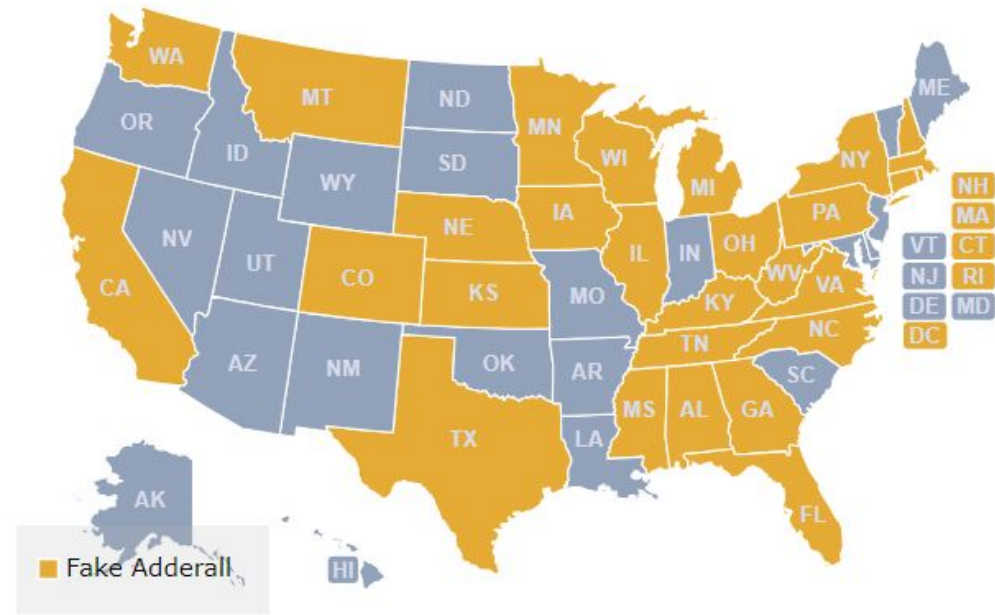 WA
MT
ND
MN
ME
OR
ID
SD
WI
NY
WY
MI
NH
MA
NE
IA
PA
VT CT
NV
UT
CO
IL
IN
OH
WV
NJ RI
CA
KS
MO
KY
VA
DE MD
TN
NC
DC
AZ
NM
OK
AR
SC
MS
AL
GA
TX
LA
AK
FL
HI
Fake Adderall